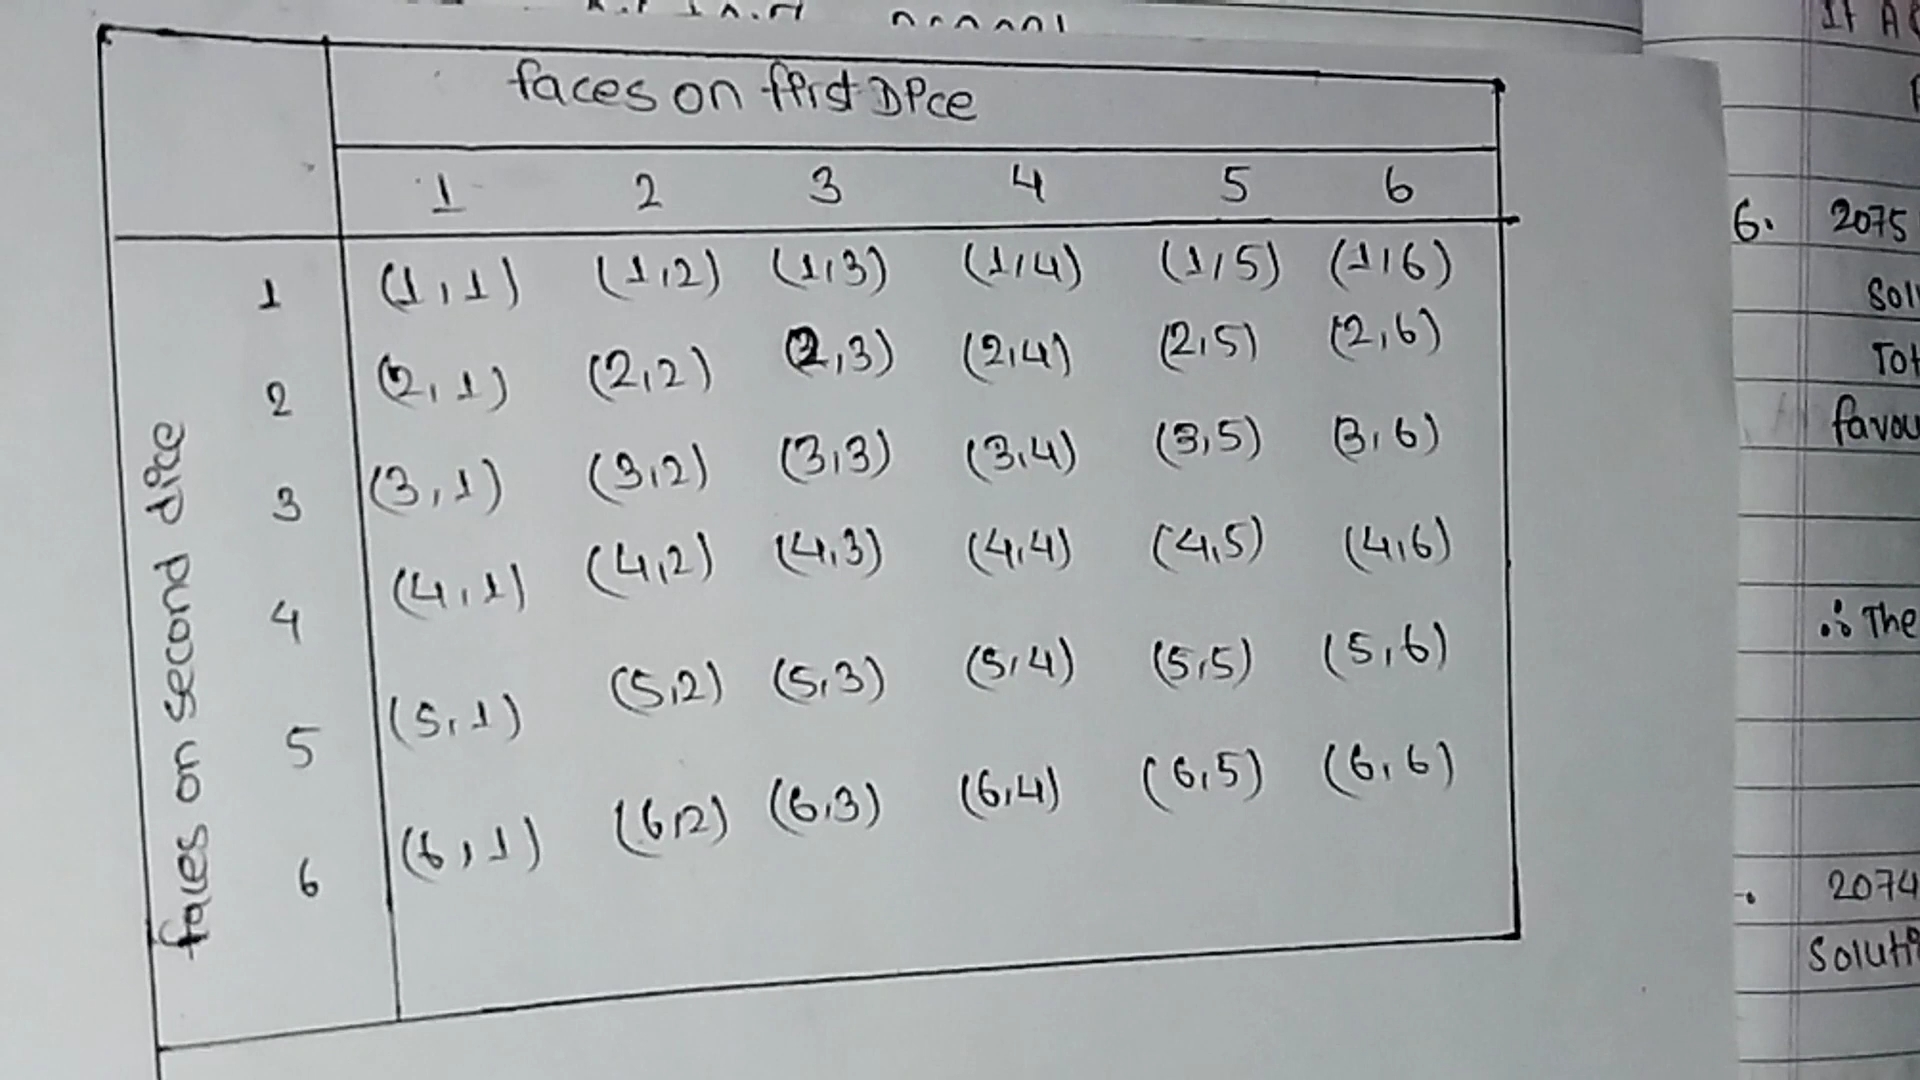 faces on first Dice
1 2 3 4 5 6
1 (1,1) (1,2) (1,3) (1,4) (1,5) (1,6)
2 (2,1) (2,2) (2,3) (2,4) (2,5) (2,6)
3 (3,1) (3,2) (3,3) (3,4) (3,5) (3,6)
4 (4,1) (4,2) (4,3) (4,4) (4,5) (4,6)
5 (5,1) (5,2) (5,3) (5,4) (5,5) (5,6)
6 (6,1) (6,2) (6,3) (6,4) (6,5) (6,6)
faces on second dice
6. 2075
∴ The
2074